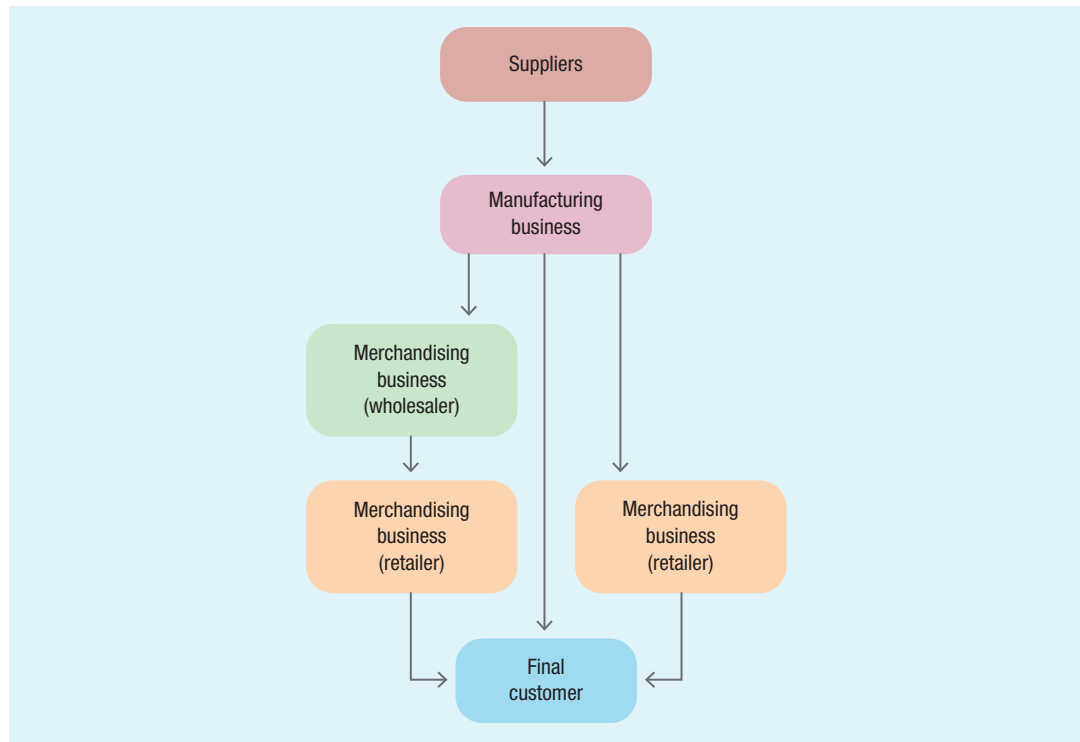 Suppliers
Manufacturing
business
Merchandising
business
(wholesaler)
Merchandising
business
(retailer)
Merchandising
business
(retailer)
Final
customer